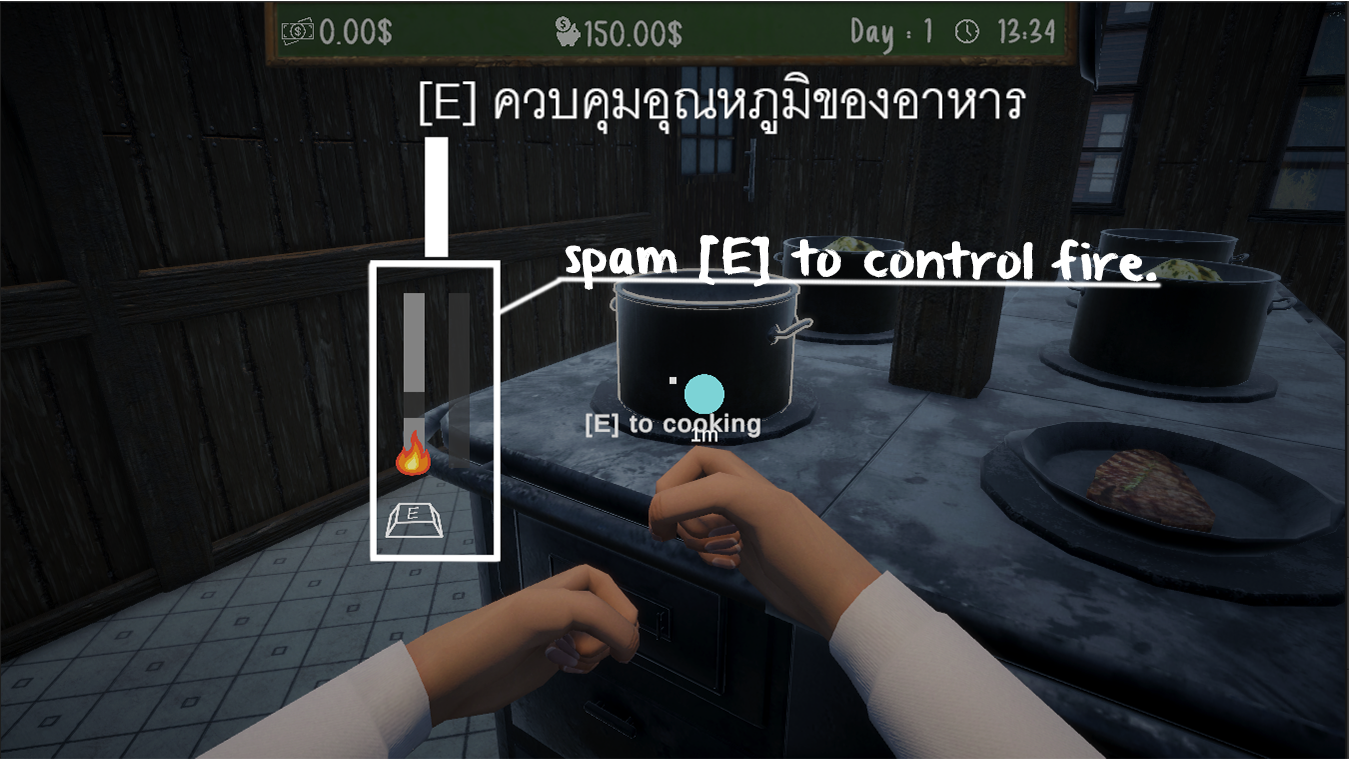 0.00$ 150.00$ Day : 1 13:34
[E] ควบคุมอุณหภูมิของอาหาร
spam [E] to control fire.
[E] to cooking
1m
E